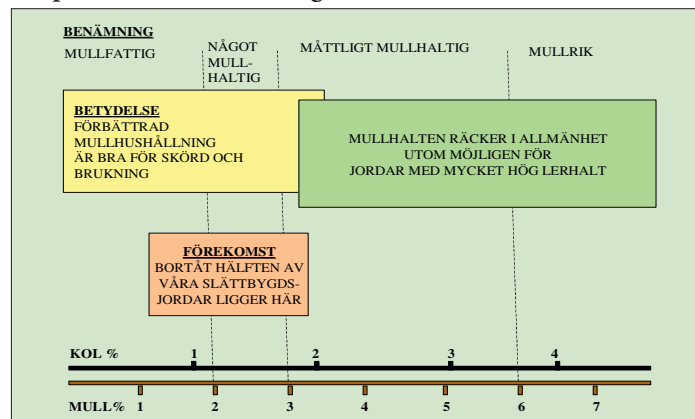 BENÄMNING
MULLFATTIG
NÅGOT
MULL-
HALTIG
MÅTTLIGT MULLHALTIG
MULLRIK
BETYDELSE
FÖRBÄTTRAD
MULLHUSHÅLLNING
ÄR BRA FÖR SKÖRD OCH
BRUKNING
MULLHALTEN RÄCKER I ALLMÄNHET
UTOM MÖJLIGEN FÖR
JORDAR MED MYCKET HÖG LERHALT
FÖREKOMST
BORTÅT HÄLFTEN AV
VÅRA SLÄTTBYGDS-
JORDAR LIGGER HÄR
KOL % 1 2 3 4
MULL% 1 2 3 4 5 6 7